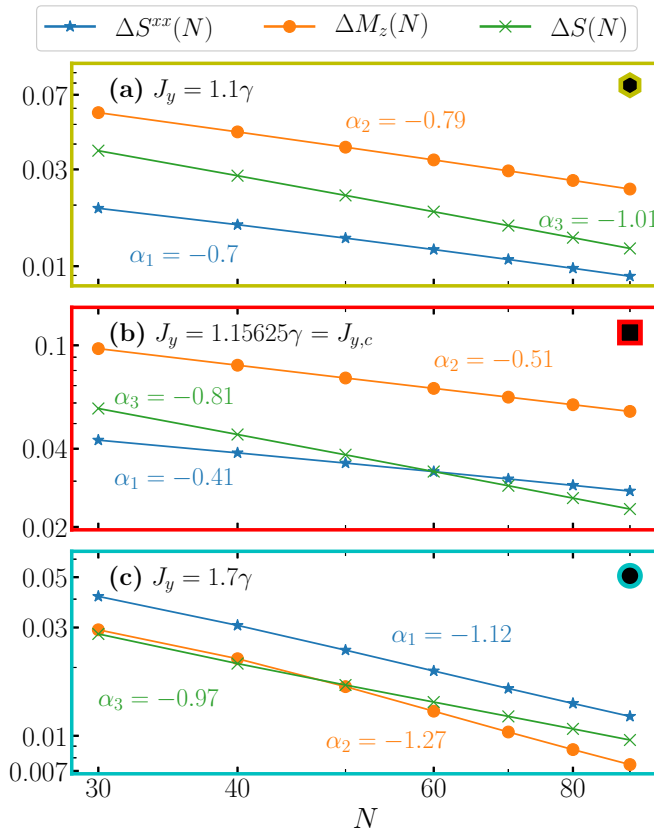 ΔS^{xx}(N) ΔM_z(N) ΔS(N)
(a) J_y = 1.1γ
0.07
α_2 = −0.79
0.03
α_3 = −1.01
α_1 = −0.7
0.01
(b) J_y = 1.15625γ = J_{y,c}
0.1
α_2 = −0.51
α_3 = −0.81
0.04
α_1 = −0.41
0.02
(c) J_y = 1.7γ
0.05
0.03
α_1 = −1.12
α_3 = −0.97
0.01
α_2 = −1.27
0.007
30 40 60 80
N